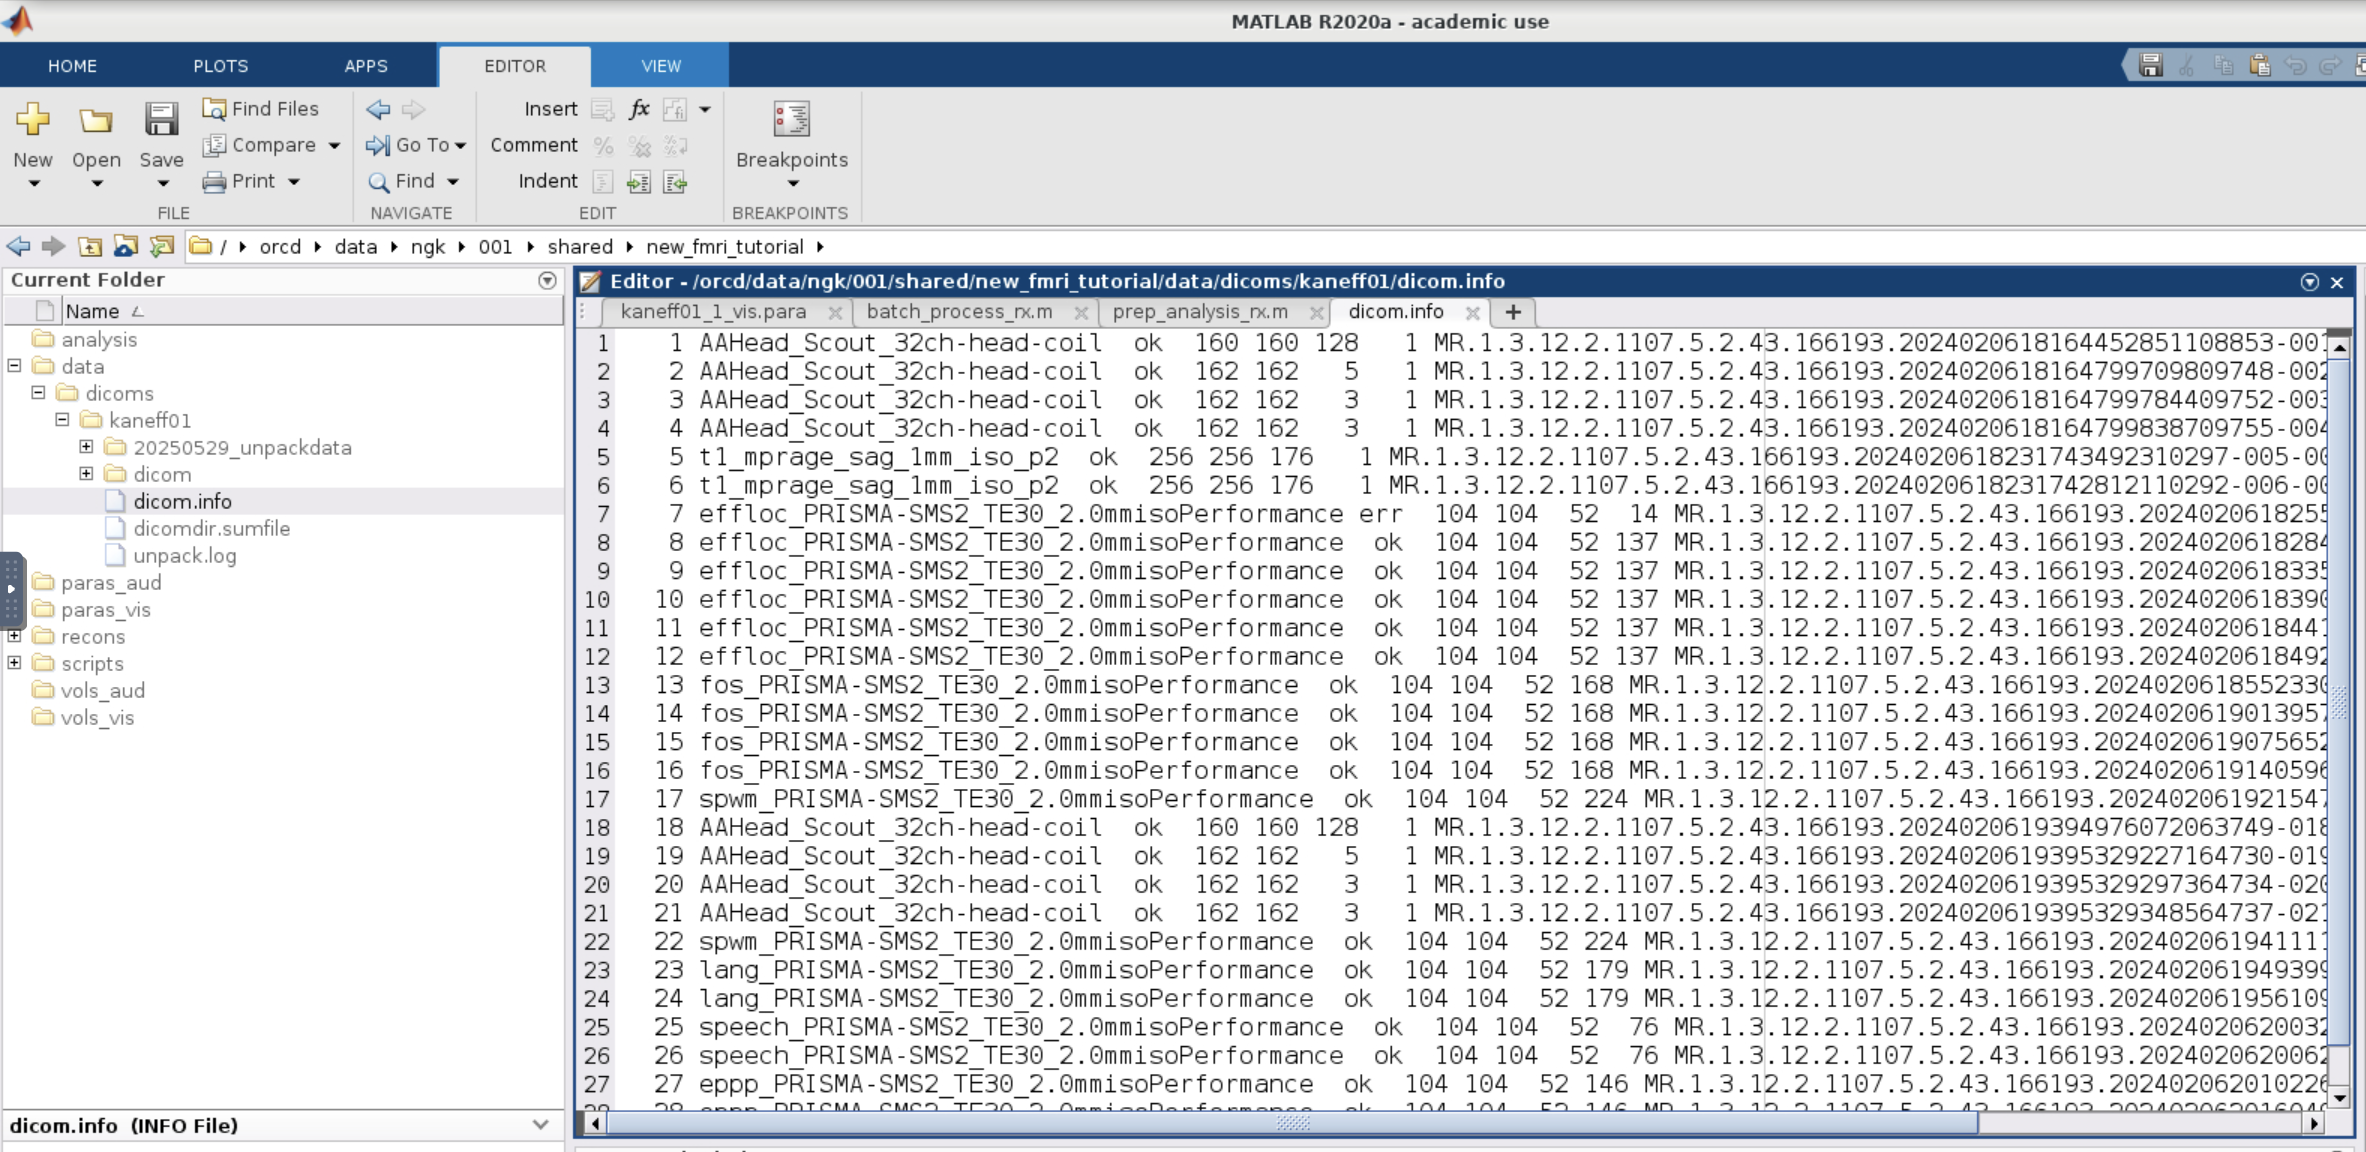 MATLAB R2020a - academic use
HOME PLOTS APPS EDITOR VIEW
New Open Save
Find Files
Compare
Print
FILE
Go To
Find
NAVIGATE
Insert fx
Comment
Indent
EDIT
Breakpoints
BREAKPOINTS
/ orcd data ngk 001 shared new_fmri_tutorial
Current Folder
Name
analysis
data
dicoms
kaneff01
20250529_unpackdata
dicom
dicom.info
dicomdir.sumfile
unpack.log
paras_aud
paras_vis
recons
scripts
vols_aud
vols_vis
dicom.info (INFO File)
Editor - /orcd/data/ngk/001/shared/new_fmri_tutorial/data/dicoms/kaneff01/dicom.info
kaneff01_1_vis.para batch_process_rx.m prep_analysis_rx.m dicom.info +
1 1 AAHead_Scout_32ch-head-coil ok 160 160 128 1 MR.1.3.12.2.1107.5.2.43.166193.2024020618164452851108853-001
2 2 AAHead_Scout_32ch-head-coil ok 162 162 5 1 MR.1.3.12.2.1107.5.2.43.166193.2024020618164799709809748-002
3 3 AAHead_Scout_32ch-head-coil ok 162 162 3 1 MR.1.3.12.2.1107.5.2.43.166193.2024020618164799784409752-003
4 4 AAHead_Scout_32ch-head-coil ok 162 162 3 1 MR.1.3.12.2.1107.5.2.43.166193.2024020618164799838709755-004
5 5 t1_mprage_sag_1mm_iso_p2 ok 256 256 176 1 MR.1.3.12.2.1107.5.2.43.166193.2024020618231743492310297-005-00
6 6 t1_mprage_sag_1mm_iso_p2 ok 256 256 176 1 MR.1.3.12.2.1107.5.2.43.166193.2024020618231742812110292-006-00
7 7 effloc_PRISMA-SMS2_TE30_2.0mmisoPerformance err 104 104 52 14 MR.1.3.12.2.1107.5.2.43.166193.2024020618255
8 8 effloc_PRISMA-SMS2_TE30_2.0mmisoPerformance ok 104 104 52 137 MR.1.3.12.2.1107.5.2.43.166193.2024020618284
9 9 effloc_PRISMA-SMS2_TE30_2.0mmisoPerformance ok 104 104 52 137 MR.1.3.12.2.1107.5.2.43.166193.2024020618335
10 10 effloc_PRISMA-SMS2_TE30_2.0mmisoPerformance ok 104 104 52 137 MR.1.3.12.2.1107.5.2.43.166193.2024020618390
11 11 effloc_PRISMA-SMS2_TE30_2.0mmisoPerformance ok 104 104 52 137 MR.1.3.12.2.1107.5.2.43.166193.2024020618441
12 12 effloc_PRISMA-SMS2_TE30_2.0mmisoPerformance ok 104 104 52 137 MR.1.3.12.2.1107.5.2.43.166193.2024020618492
13 13 fos_PRISMA-SMS2_TE30_2.0mmisoPerformance ok 104 104 52 168 MR.1.3.12.2.1107.5.2.43.166193.2024020618552330
14 14 fos_PRISMA-SMS2_TE30_2.0mmisoPerformance ok 104 104 52 168 MR.1.3.12.2.1107.5.2.43.166193.2024020619013957
15 15 fos_PRISMA-SMS2_TE30_2.0mmisoPerformance ok 104 104 52 168 MR.1.3.12.2.1107.5.2.43.166193.2024020619075652
16 16 fos_PRISMA-SMS2_TE30_2.0mmisoPerformance ok 104 104 52 168 MR.1.3.12.2.1107.5.2.43.166193.2024020619140596
17 17 spwm_PRISMA-SMS2_TE30_2.0mmisoPerformance ok 104 104 52 224 MR.1.3.12.2.1107.5.2.43.166193.202402061921547
18 18 AAHead_Scout_32ch-head-coil ok 160 160 128 1 MR.1.3.12.2.1107.5.2.43.166193.2024020619394976072063749-018
19 19 AAHead_Scout_32ch-head-coil ok 162 162 5 1 MR.1.3.12.2.1107.5.2.43.166193.2024020619395329227164730-019
20 20 AAHead_Scout_32ch-head-coil ok 162 162 3 1 MR.1.3.12.2.1107.5.2.43.166193.2024020619395329297364734-020
21 21 AAHead_Scout_32ch-head-coil ok 162 162 3 1 MR.1.3.12.2.1107.5.2.43.166193.2024020619395329348564737-021
22 22 spwm_PRISMA-SMS2_TE30_2.0mmisoPerformance ok 104 104 52 224 MR.1.3.12.2.1107.5.2.43.166193.202402061941111
23 23 lang_PRISMA-SMS2_TE30_2.0mmisoPerformance ok 104 104 52 179 MR.1.3.12.2.1107.5.2.43.166193.202402061949399
24 24 lang_PRISMA-SMS2_TE30_2.0mmisoPerformance ok 104 104 52 179 MR.1.3.12.2.1107.5.2.43.166193.202402061956109
25 25 speech_PRISMA-SMS2_TE30_2.0mmisoPerformance ok 104 104 52 76 MR.1.3.12.2.1107.5.2.43.166193.2024020620032
26 26 speech_PRISMA-SMS2_TE30_2.0mmisoPerformance ok 104 104 52 76 MR.1.3.12.2.1107.5.2.43.166193.2024020620062
27 27 eppp_PRISMA-SMS2_TE30_2.0mmisoPerformance ok 104 104 52 146 MR.1.3.12.2.1107.5.2.43.166193.202402062010226